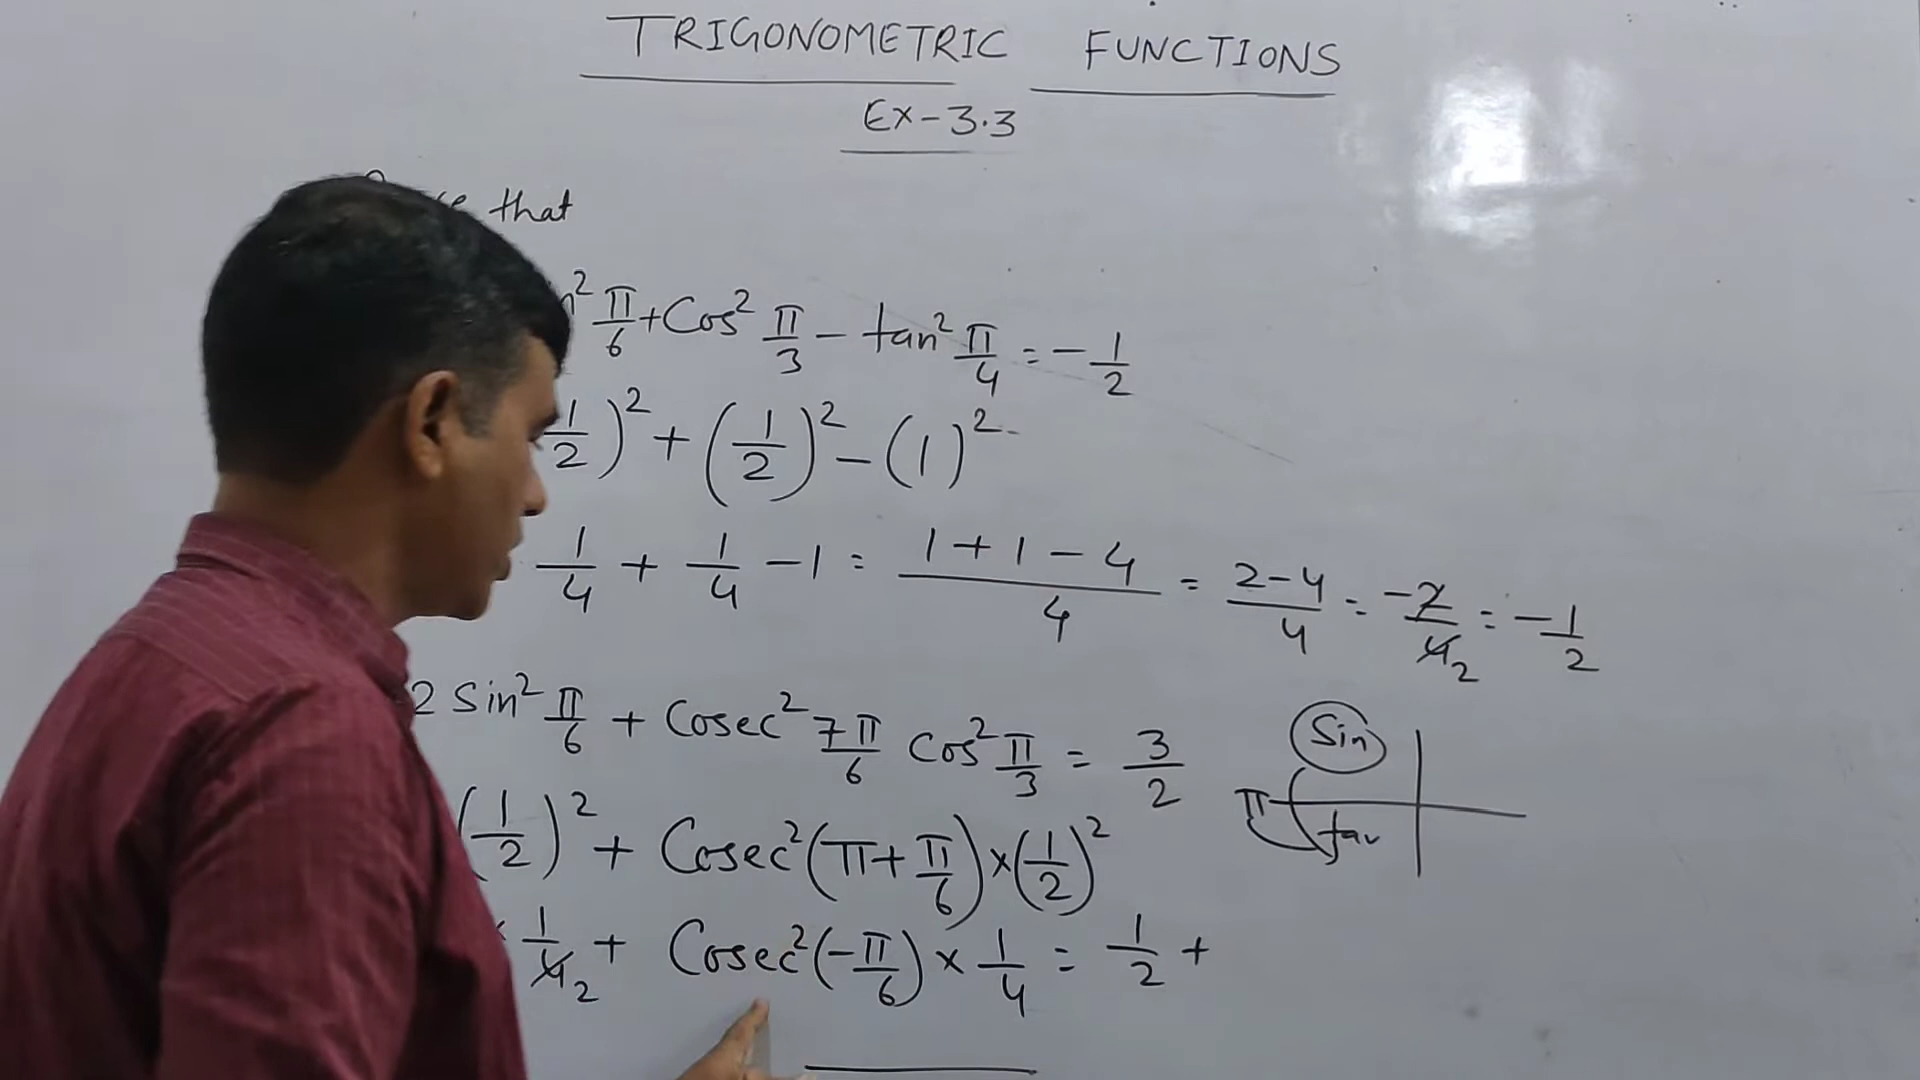 TRIGONOMETRIC FUNCTIONS
Ex-3.3
that
² π/6 + Cos² π/3 - tan² π/4 = -1/2
1/2)² + (1/2)² - (1)²
1/4 + 1/4 - 1 = (1+1-4)/4 = (2-4)/4 = -2/4 2 = -1/2
2 Sin² π/6 + Cosec² 7π/6 Cos² π/3 = 3/2
(1/2)² + Cosec²(π+π/6)×(1/2)²
× 1/4 2 + Cosec²(-π/6) × 1/4 = 1/2 +
Sin
π
tan